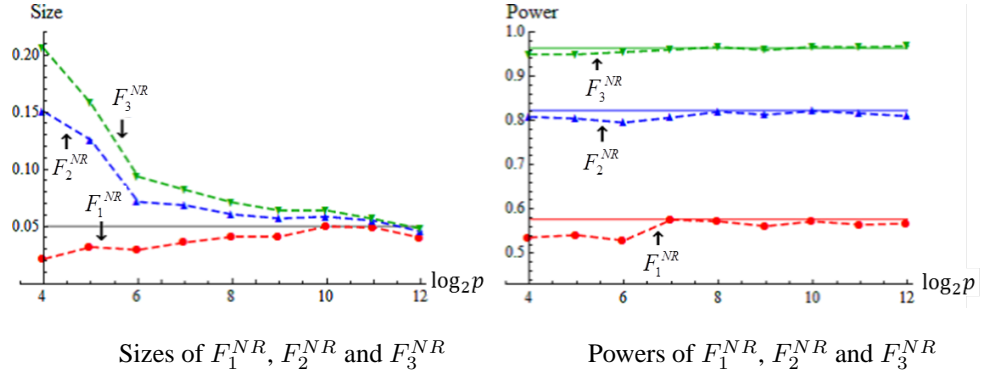 Size
0.20
0.15
0.10
0.05
F_3^{NR}
F_2^{NR}
F_1^{NR}
4 6 8 10 12 log₂p
Sizes of F_1^{NR}, F_2^{NR} and F_3^{NR}
Power
1.0
0.9
0.8
0.7
0.6
0.5
F_3^{NR}
F_2^{NR}
F_1^{NR}
4 6 8 10 12 log₂p
Powers of F_1^{NR}, F_2^{NR} and F_3^{NR}